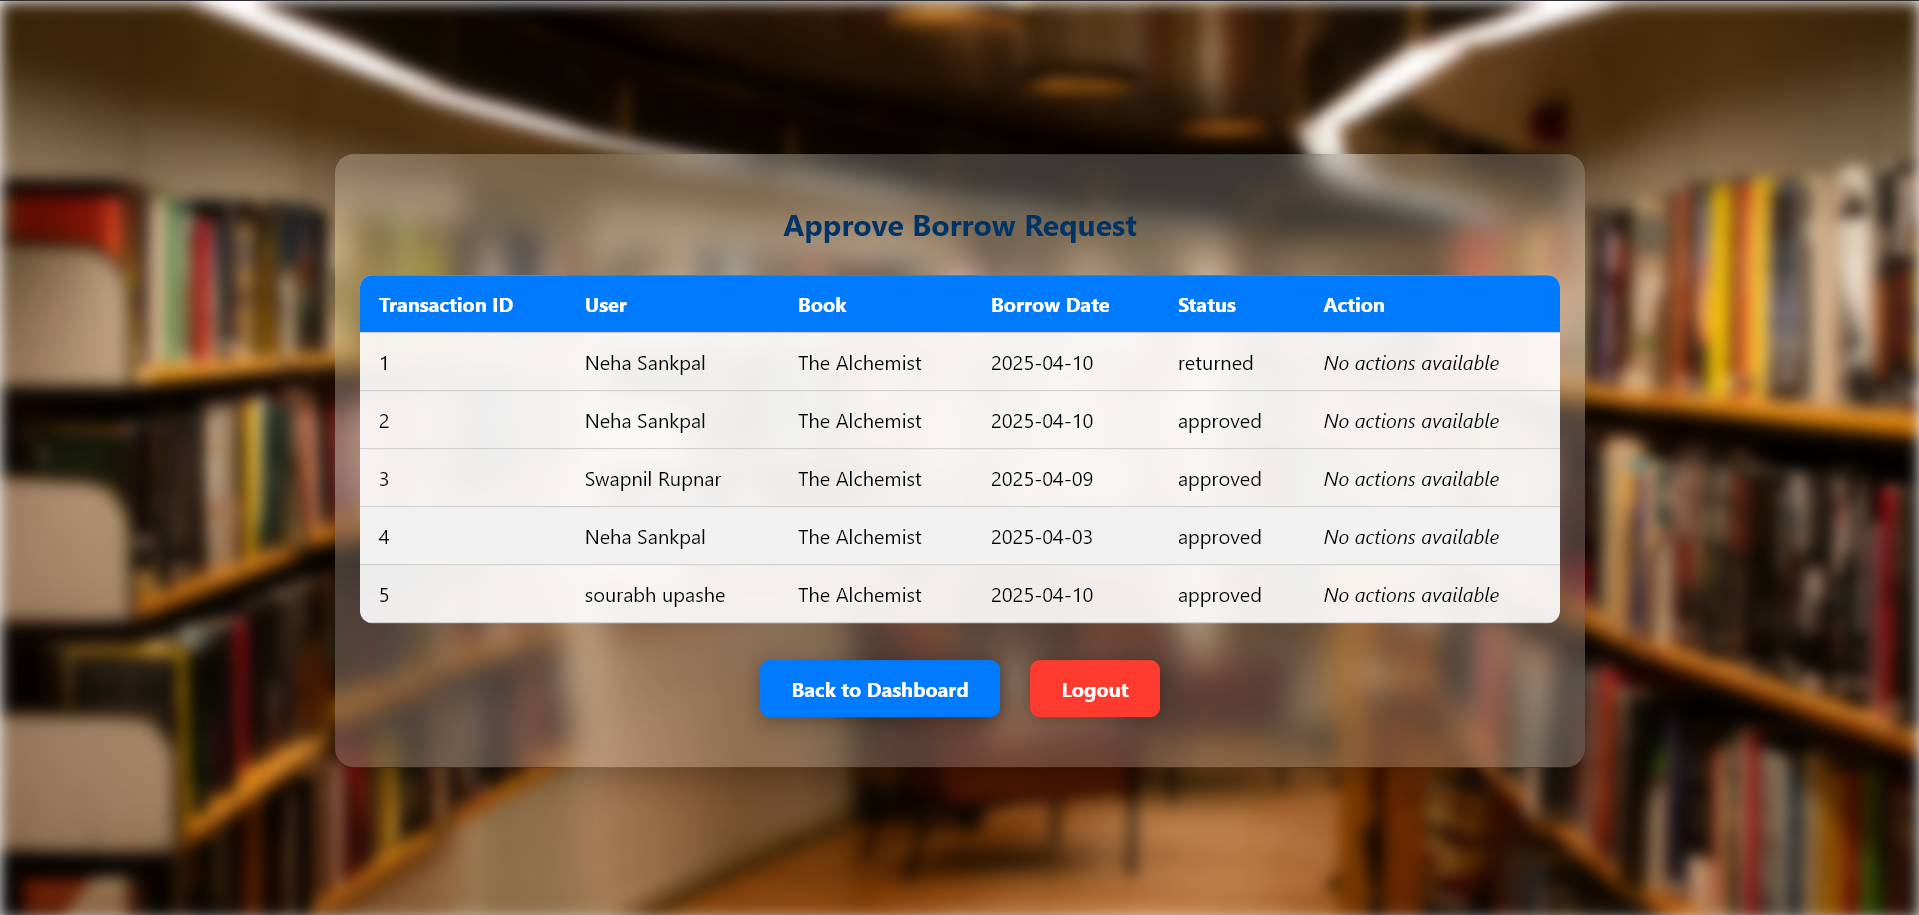 Approve Borrow Request
Transaction ID User Book Borrow Date Status Action
1 Neha Sankpal The Alchemist 2025-04-10 returned No actions available
2 Neha Sankpal The Alchemist 2025-04-10 approved No actions available
3 Swapnil Rupnar The Alchemist 2025-04-09 approved No actions available
4 Neha Sankpal The Alchemist 2025-04-03 approved No actions available
5 sourabh upashe The Alchemist 2025-04-10 approved No actions available
Back to Dashboard Logout